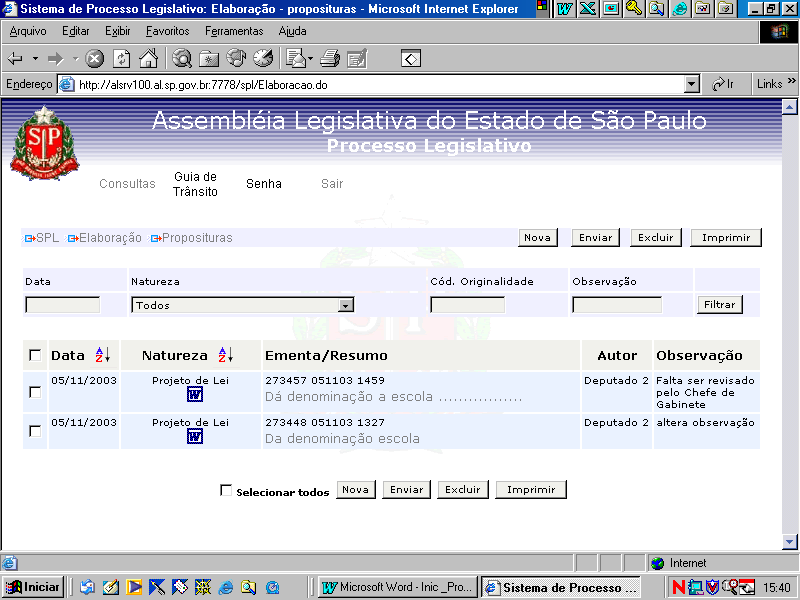 Sistema de Processo Legislativo: Elaboração - proposituras - Microsoft Internet Explorer
Arquivo Editar Exibir Favoritos Ferramentas Ajuda
Endereço http://alsrv100.al.sp.gov.br:7778/spl/Elaboracao.do Ir Links »
Assembléia Legislativa do Estado de São Paulo
Processo Legislativo
Consultas Guia de Trânsito Senha Sair
SPL Elaboração Proposituras Nova Enviar Excluir Imprimir
Data Natureza Cód. Originalidade Observação
Todos Filtrar
Data Natureza Ementa/Resumo Autor Observação
05/11/2003 Projeto de Lei 273457 051103 1459 Deputado 2 Falta ser revisado
Dá denominação a escola ................. pelo Chefe de
Gabinete
05/11/2003 Projeto de Lei 273448 051103 1327 Deputado 2 altera observação
Da denominação escola
Selecionar todos Nova Enviar Excluir Imprimir
Internet
Iniciar Microsoft Word - Inic _Pro... Sistema de Processo ... 15:40